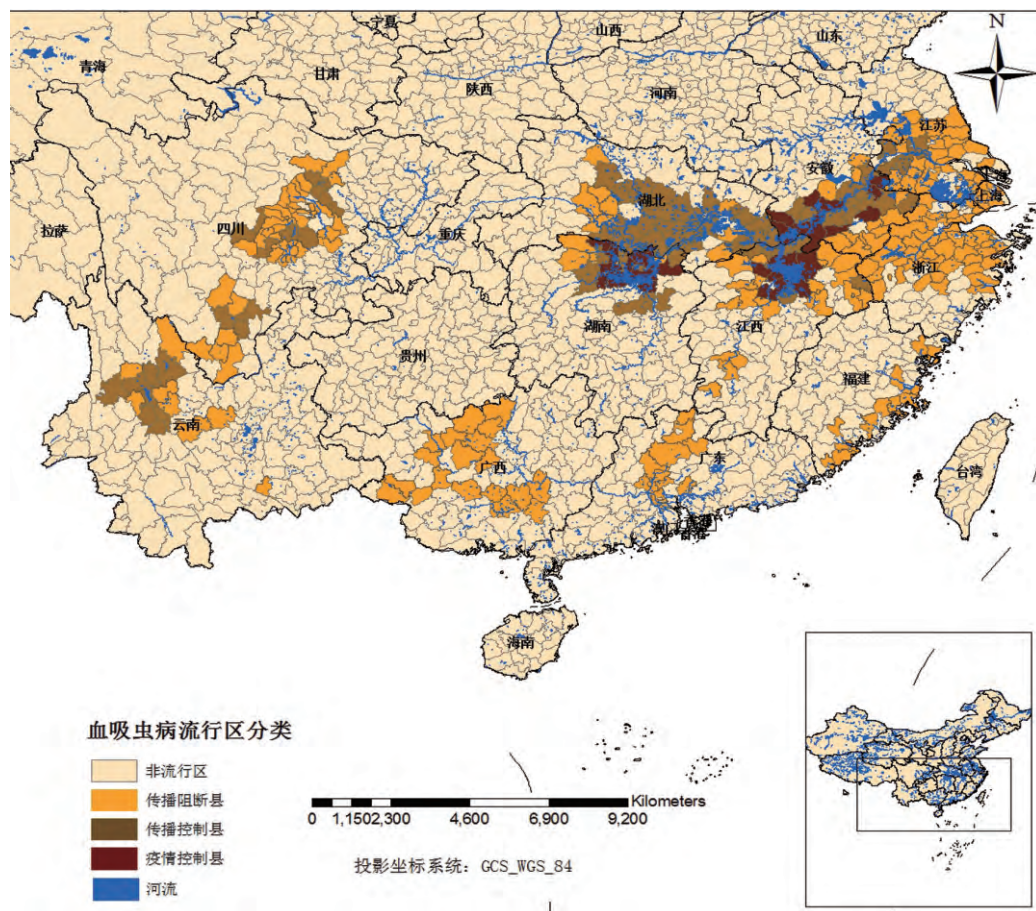 宁夏
山西
山东
青海
甘肃
陕西
河南
江苏
安徽
上海
上海
湖北
四川
重庆
拉萨
浙江
湖南
江西
贵州
福建
云南
广西
广东
台湾
海南
N
血吸虫病流行区分类
非流行区
传播阻断县
传播控制县
疫情控制县
河流
Kilometers
0 1,150 2,300 4,600 6,900 9,200
投影坐标系统: GCS_WGS_84